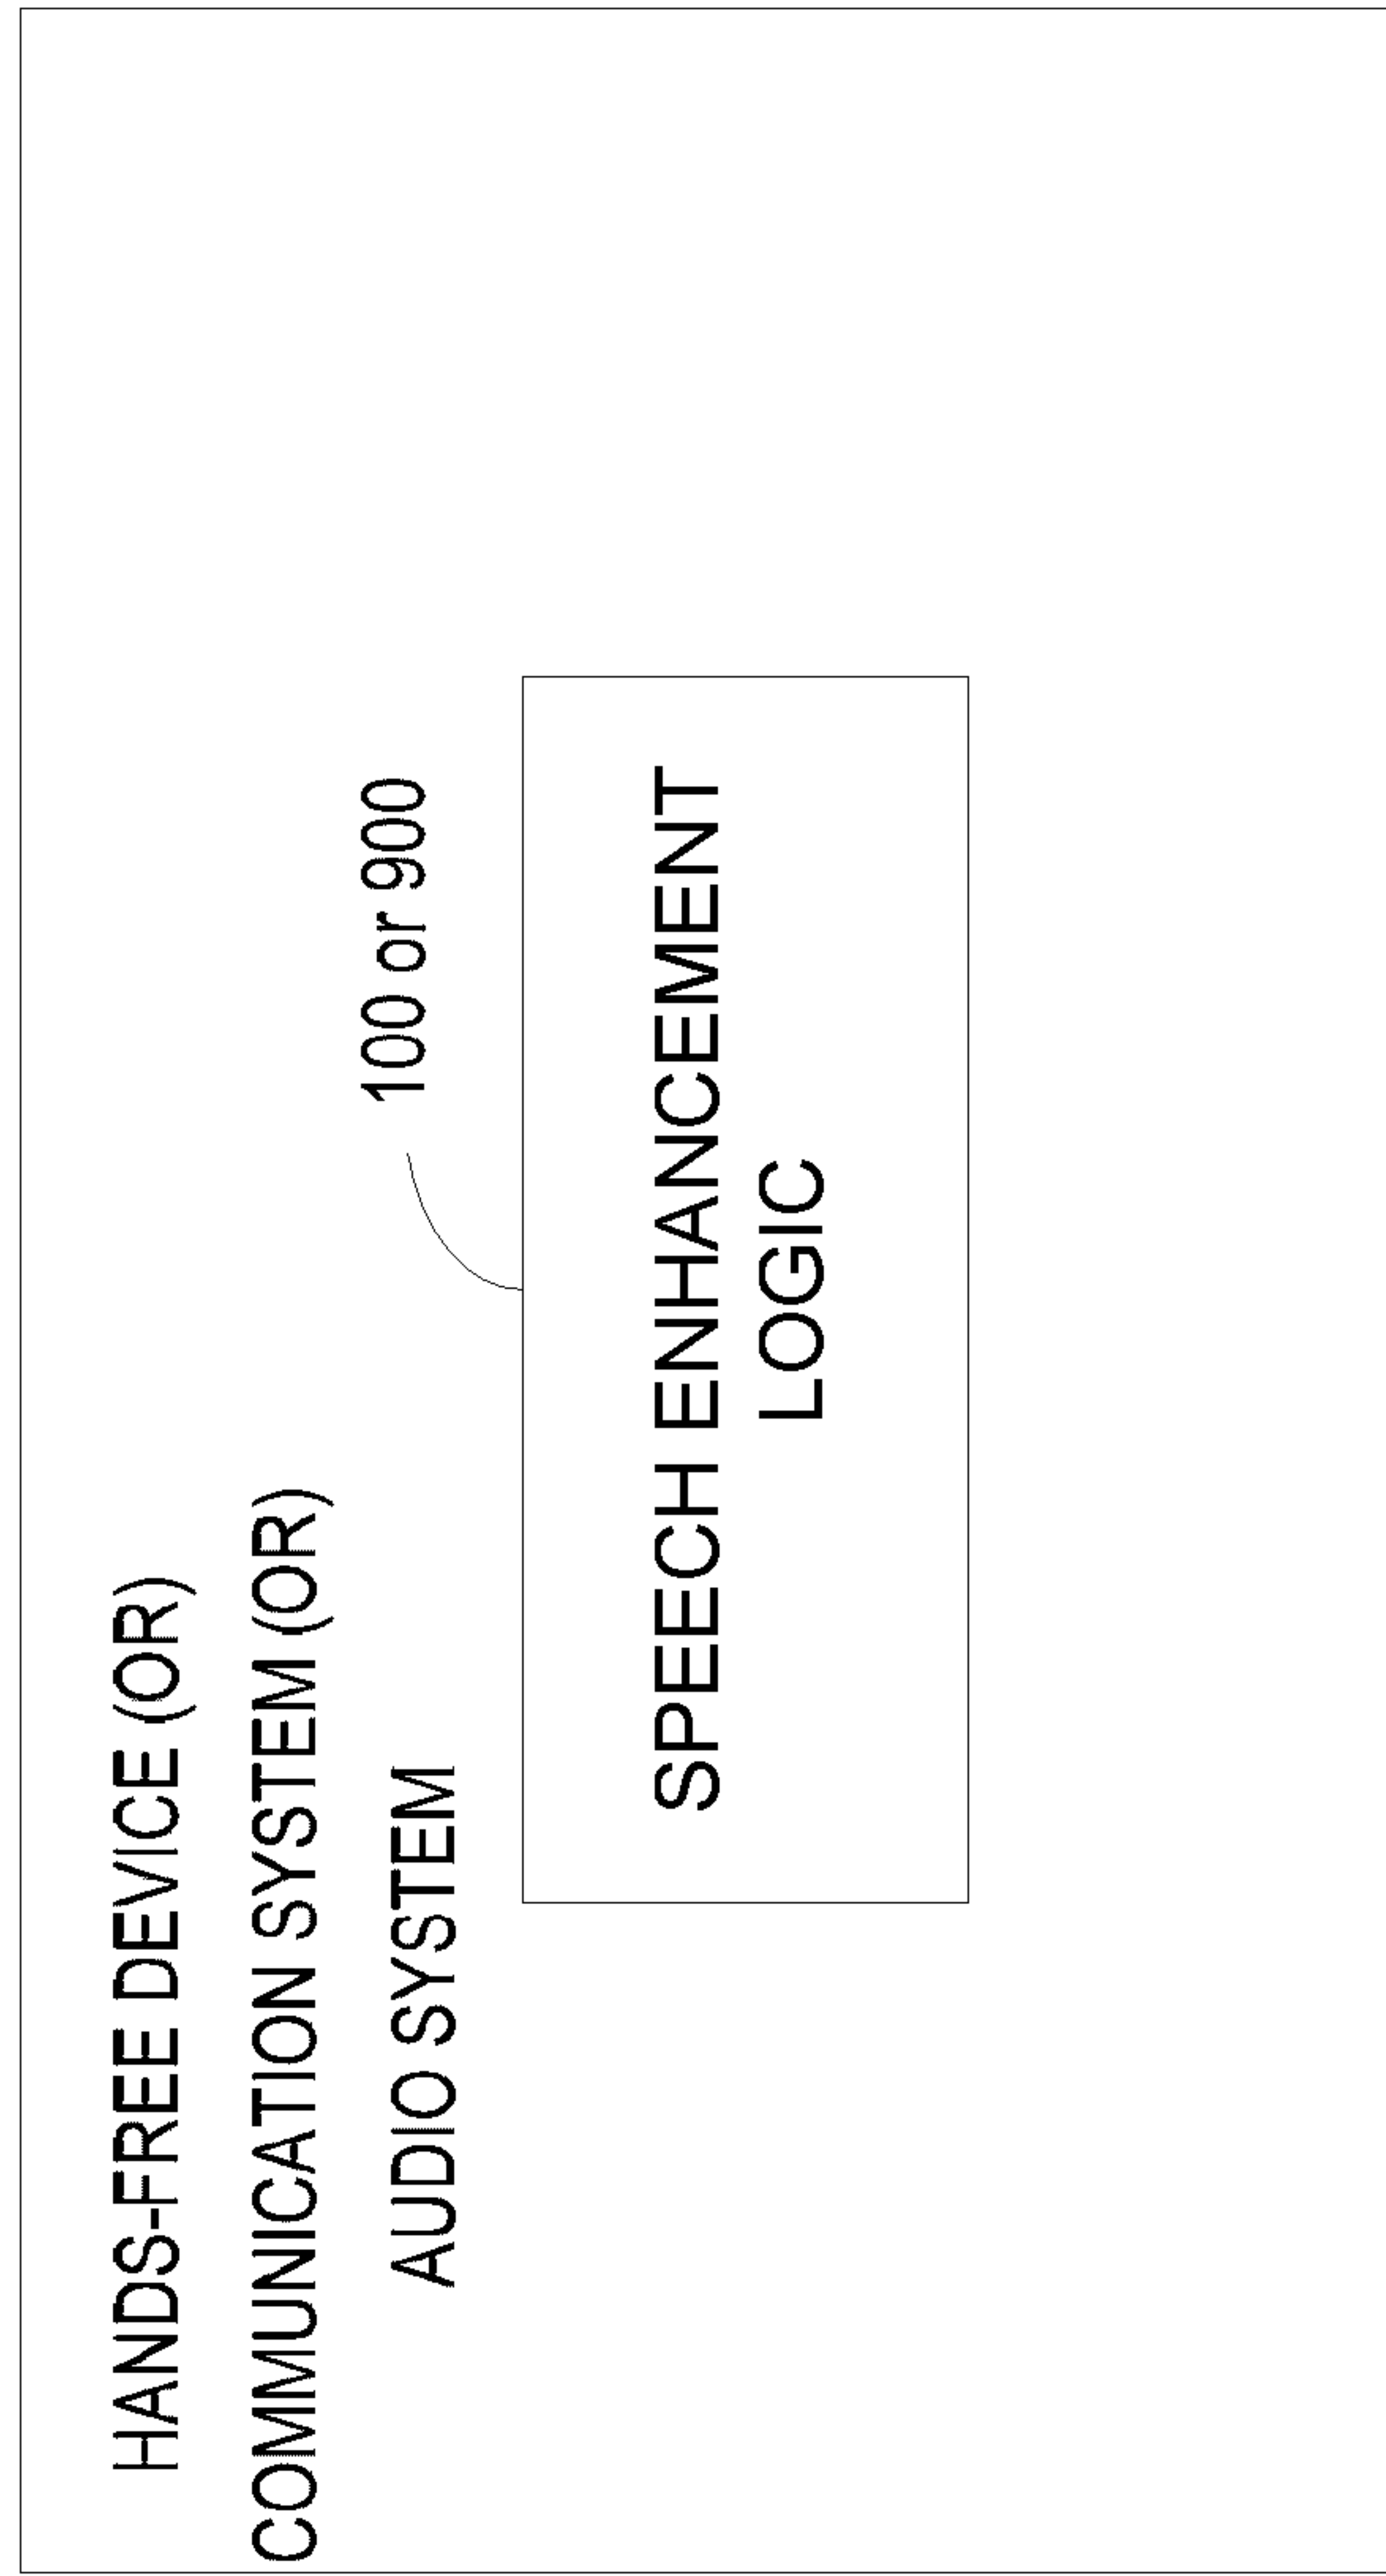 HANDS-FREE DEVICE (OR)
COMMUNICATION SYSTEM (OR)
AUDIO SYSTEM
100 or 900
SPEECH ENHANCEMENT
LOGIC